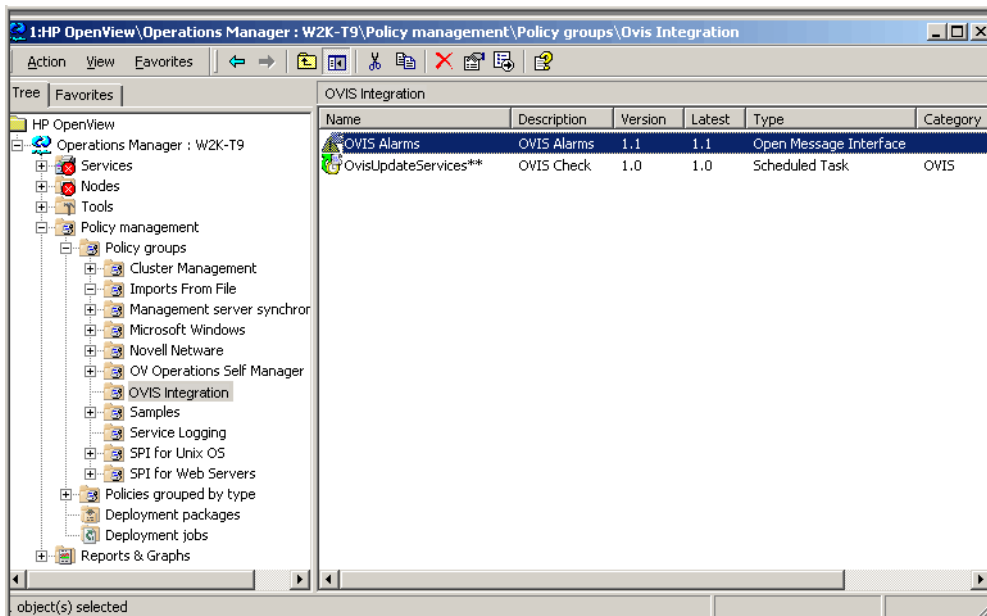 1:HP OpenView\Operations Manager : W2K-T9\Policy management\Policy groups\Ovis Integration
Action View Favorites
Tree Favorites
OVIS Integration
HP OpenView
Operations Manager : W2K-T9
Services
Nodes
Tools
Policy management
Policy groups
Cluster Management
Imports From File
Management server synchror
Microsoft Windows
Novell Netware
OV Operations Self Manager
OVIS Integration
Samples
Service Logging
SPI for Unix OS
SPI for Web Servers
Policies grouped by type
Deployment packages
Deployment jobs
Reports & Graphs
Name Description Version Latest Type Category
OVIS Alarms OVIS Alarms 1.1 1.1 Open Message Interface
OvisUpdateServices** OVIS Check 1.0 1.0 Scheduled Task OVIS
object(s) selected